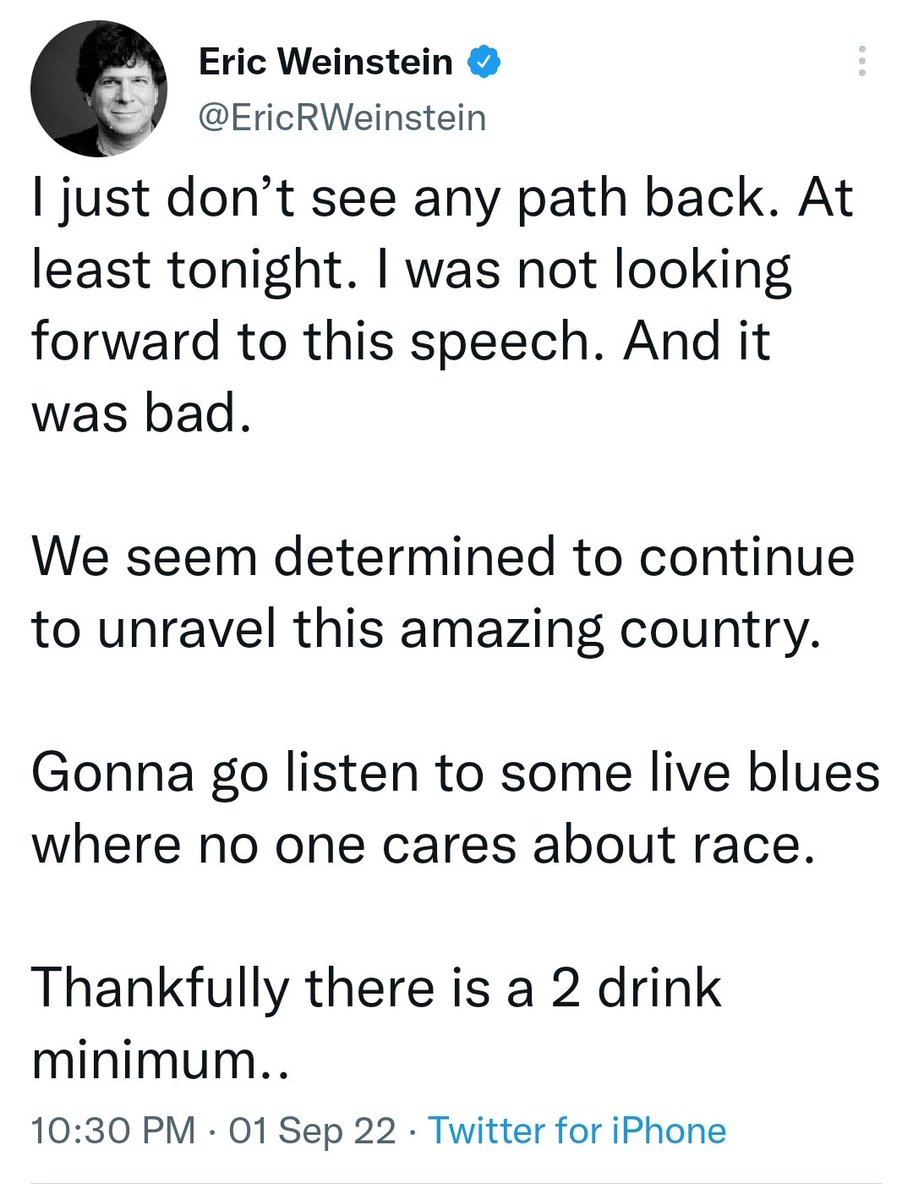 Eric Weinstein
@EricRWeinstein
I just don’t see any path back. At
least tonight. I was not looking
forward to this speech. And it
was bad.
We seem determined to continue
to unravel this amazing country.
Gonna go listen to some live blues
where no one cares about race.
Thankfully there is a 2 drink
minimum..
10:30 PM · 01 Sep 22 · Twitter for iPhone